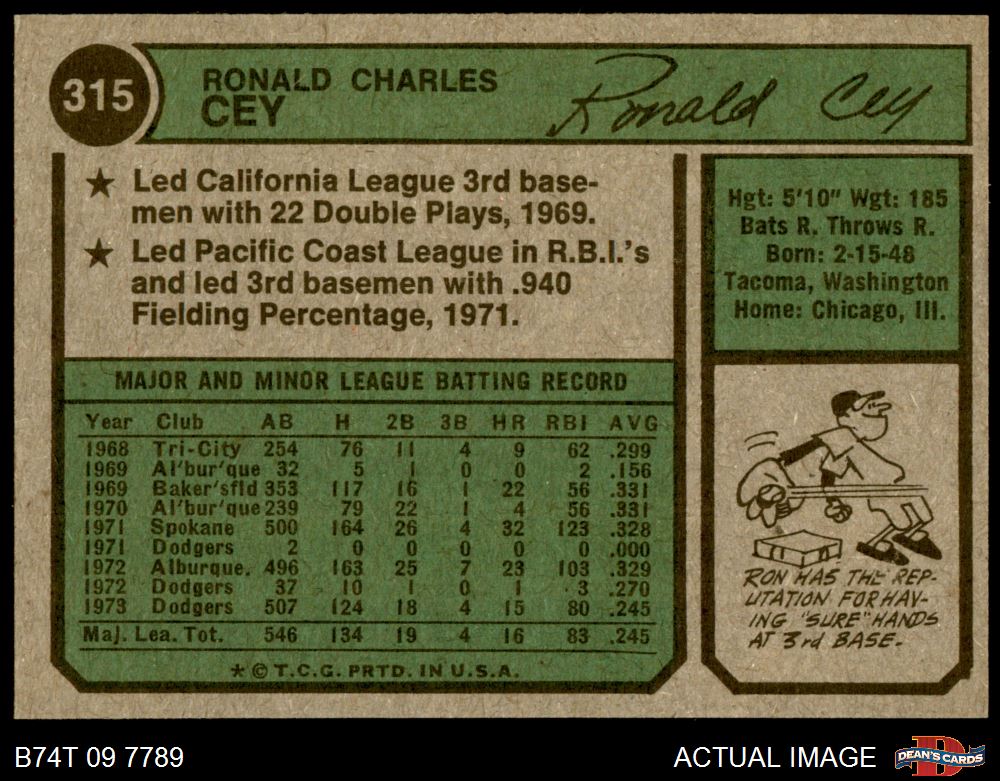 315
RONALD CHARLES
CEY
Ronald Cey
★ Led California League 3rd base-
men with 22 Double Plays, 1969.
★ Led Pacific Coast League in R.B.I.'s
and led 3rd basemen with .940
Fielding Percentage, 1971.
Hgt: 5'10" Wgt: 185
Bats R. Throws R.
Born: 2-15-48
Tacoma, Washington
Home: Chicago, Ill.
MAJOR AND MINOR LEAGUE BATTING RECORD
Year Club AB H 2B 3B HR RBI AVG
1968 Tri-City 254 76 11 4 9 62 .299
1969 Al'bur'que 32 5 1 0 0 2 .156
1969 Baker'sfld 353 117 16 1 22 56 .331
1970 Al'bur'que 239 79 22 1 4 56 .331
1971 Spokane 500 164 26 4 32 123 .328
1971 Dodgers 2 0 0 0 0 0 .000
1972 Alburque. 496 163 25 7 23 103 .329
1972 Dodgers 37 10 1 0 1 3 .270
1973 Dodgers 507 124 18 4 15 80 .245
Maj. Lea. Tot. 546 134 19 4 16 83 .245
* © T.C.G. PRTD. IN U.S.A.
RON HAS THE REP-
UTATION FOR HAV-
ING "SURE" HANDS
AT 3rd BASE.
B74T 09 7789
ACTUAL IMAGE
DEAN'S CARDS